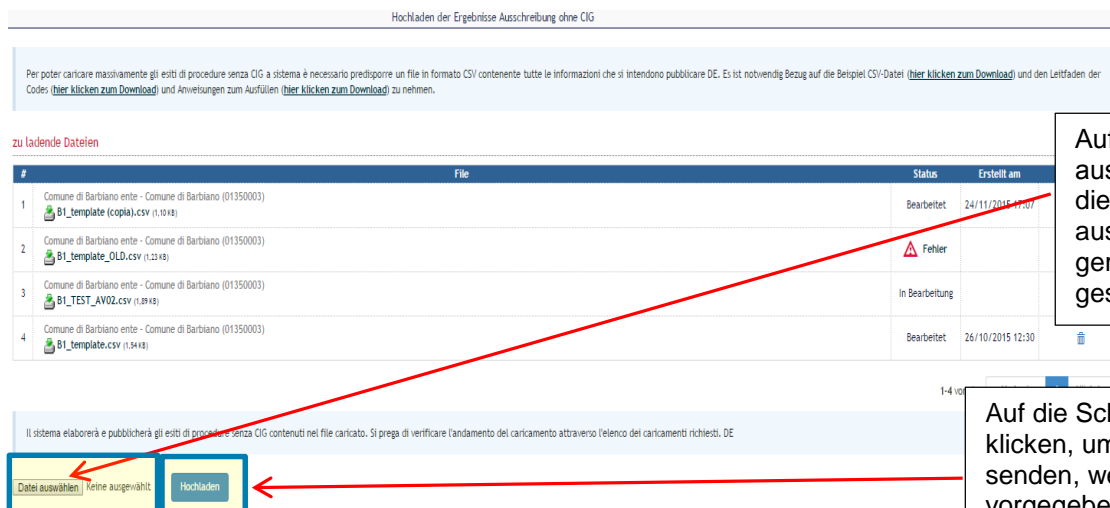 Hochladen der Ergebnisse Ausschreibung ohne CIG
Per poter caricare massivamente gli esiti di procedure senza CIG a sistema è necessario predisporre un file in formato CSV contenente tutte le informazioni che si intendono pubblicare DE. Es ist notwendig Bezug auf die Beispiel CSV-Datei (hier klicken zum Download) und den Leitfaden der
Codes (hier klicken zum Download) und Anweisungen zum Ausfüllen (hier klicken zum Download) zu nehmen.
zu ladende Dateien
# File Status Erstellt am
1 Comune di Barbiano ente - Comune di Barbiano (01350003)
B1_template (copia).csv (1,10 KB) Bearbeitet 24/11/2015 17:07
2 Comune di Barbiano ente - Comune di Barbiano (01350003)
B1_template_OLD.csv (1,23 KB) Fehler
3 Comune di Barbiano ente - Comune di Barbiano (01350003)
B1_TEST_AV02.csv (1,89 KB) In Bearbeitung
4 Comune di Barbiano ente - Comune di Barbiano (01350003)
B1_template.csv (1,54 KB) Bearbeitet 26/10/2015 12:30
1-4
Il sistema elaborerà e pubblicherà gli esiti di procedure senza CIG contenuti nel file caricato. Si prega di verificare l'andamento del caricamento attraverso l'elenco dei caricamenti richiesti. DE
Datei auswählen Keine ausgewählt Hochladen
Auf die Sch
klicken, um
senden, we